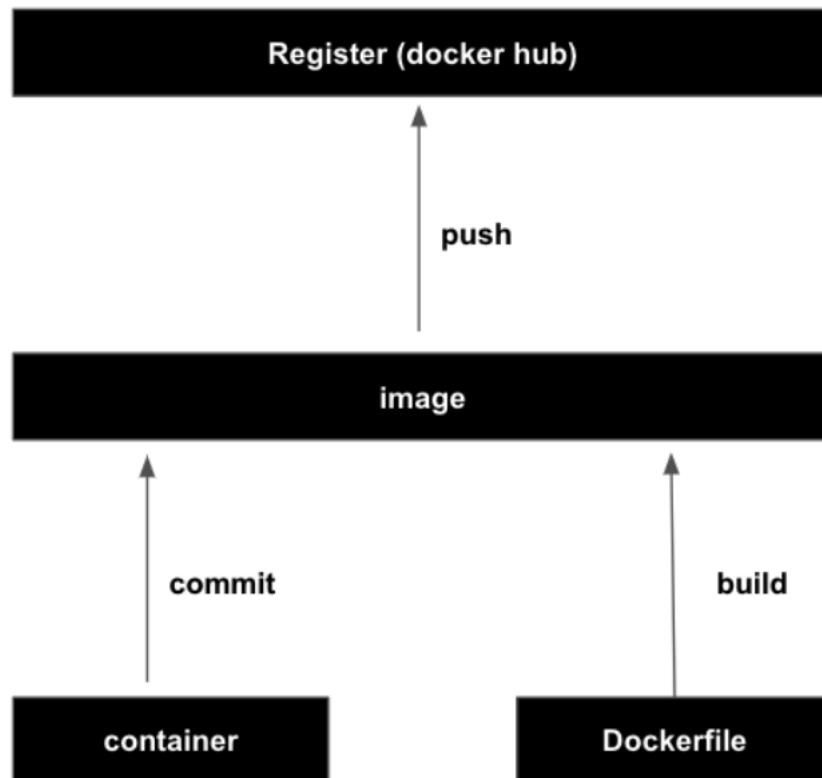 Register (docker hub)
push
image
commit
build
container
Dockerfile